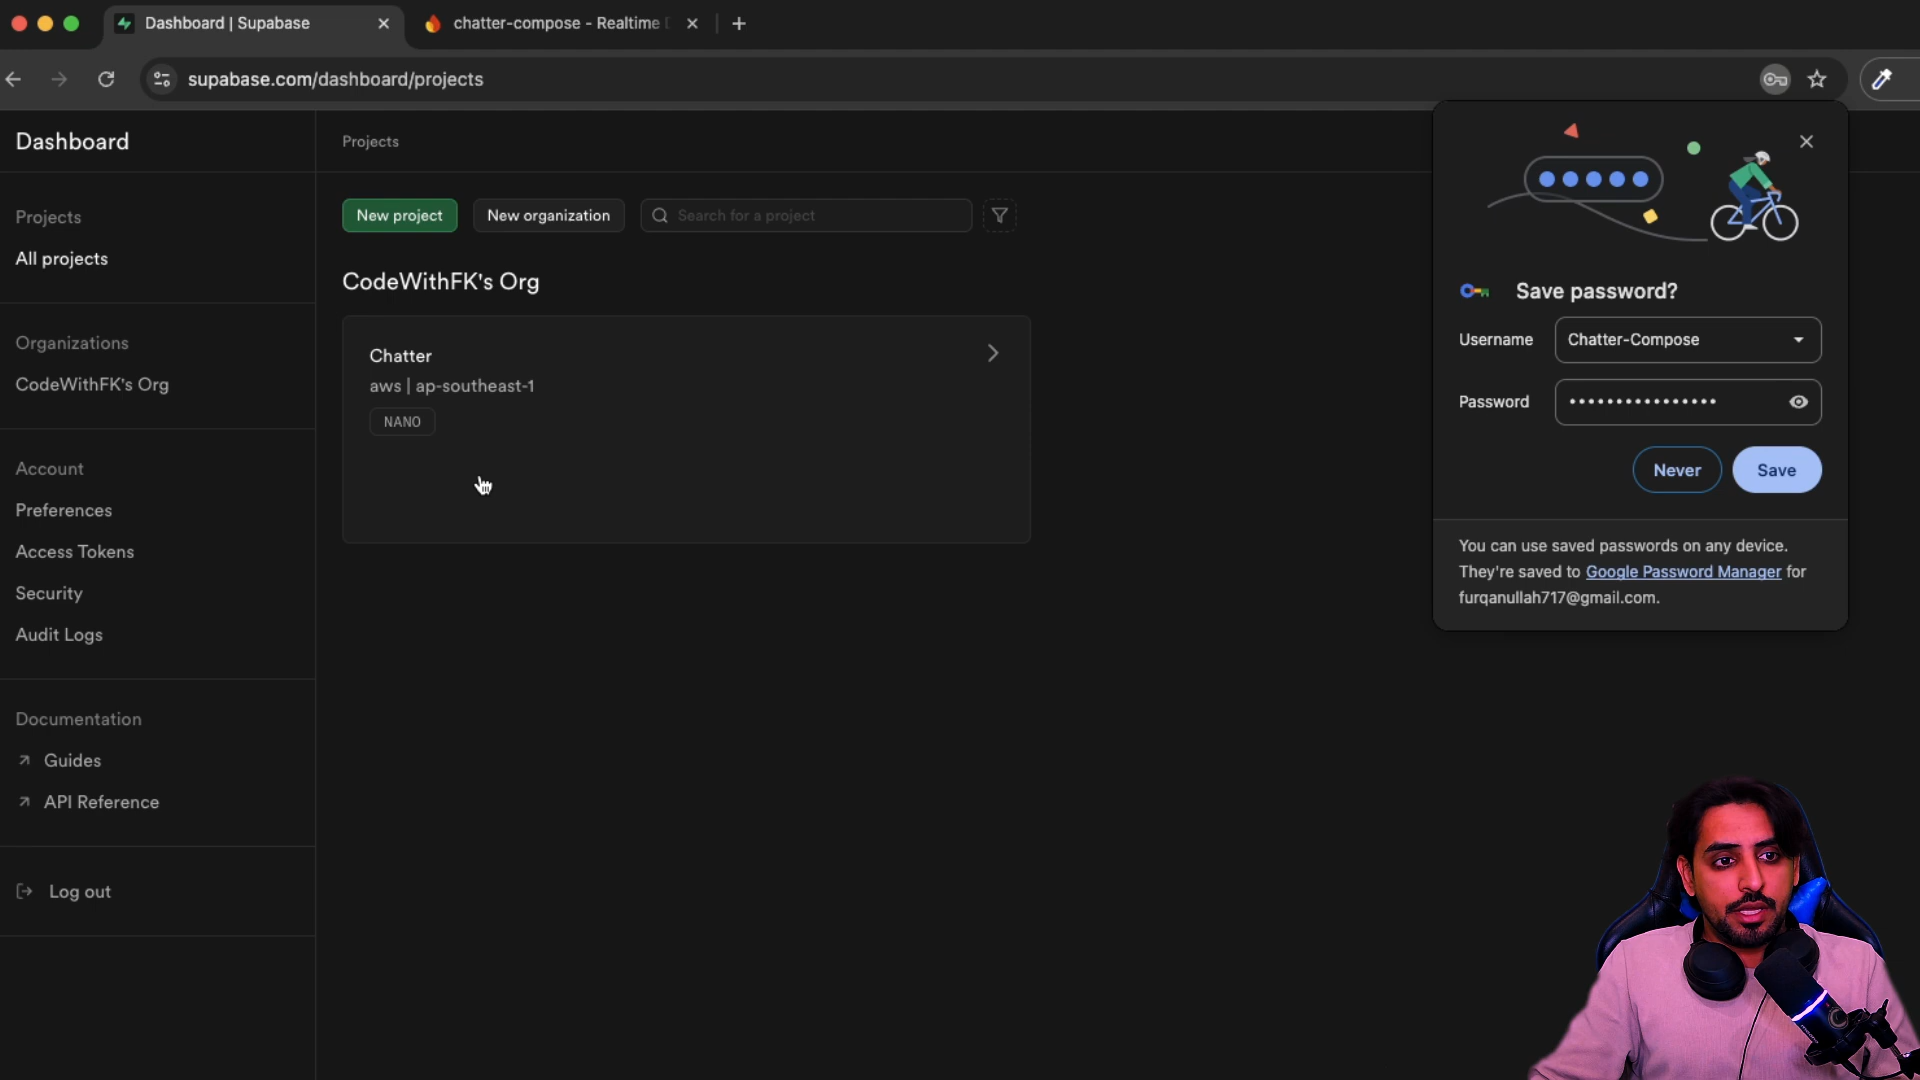 Dashboard | Supabase
chatter-compose - Realtime
supabase.com/dashboard/projects
Dashboard
Projects
All projects
Organizations
CodeWithFK's Org
Account
Preferences
Access Tokens
Security
Audit Logs
Documentation
Guides
API Reference
Log out
Projects
New project
New organization
Search for a project
CodeWithFK's Org
Chatter
aws | ap-southeast-1
NANO
Save password?
Username
Chatter-Compose
Password
••••••••••••••••
Never
Save
You can use saved passwords on any device.
They're saved to Google Password Manager for
furqanullah717@gmail.com.